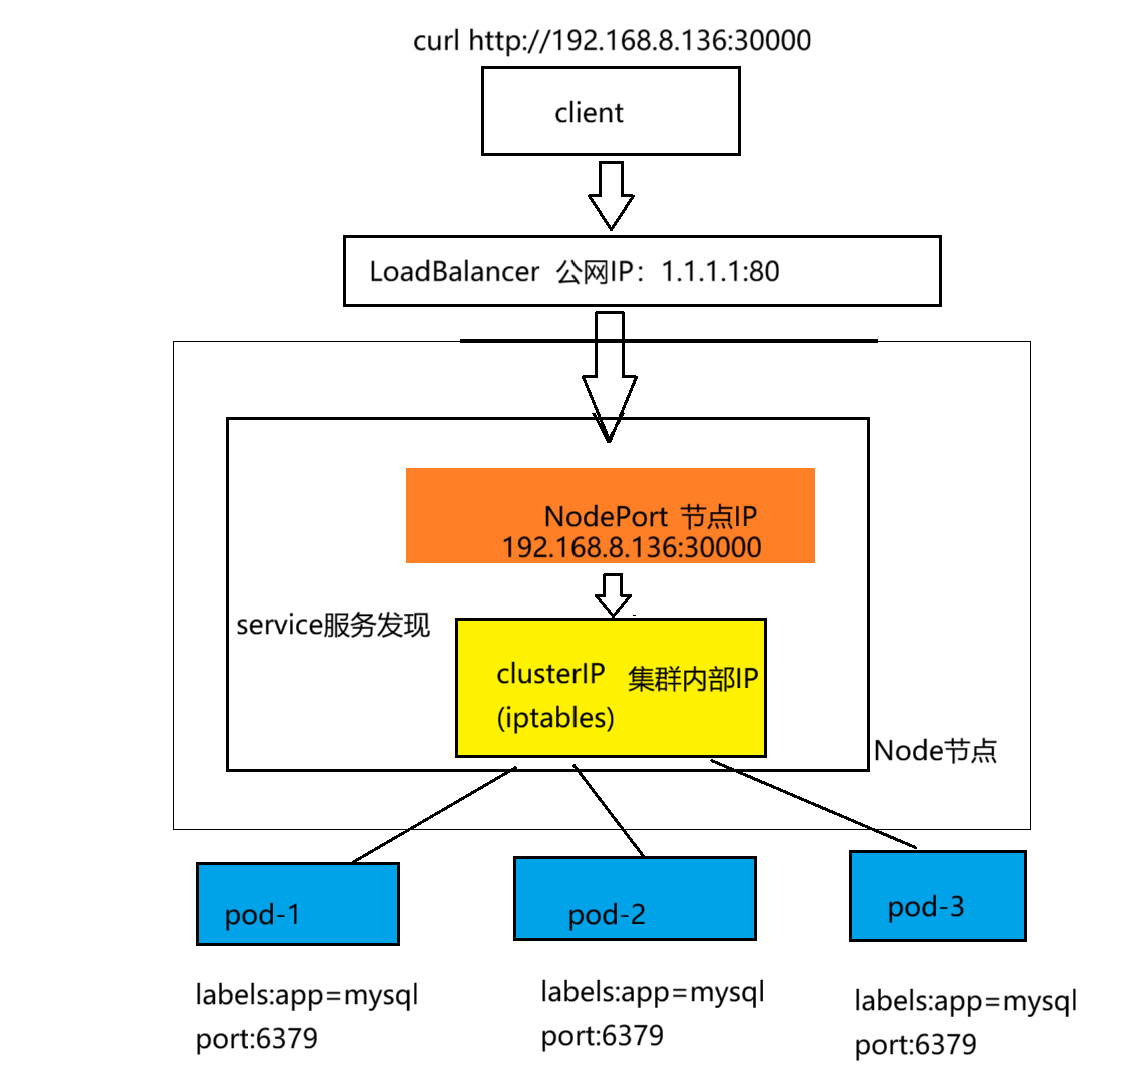 curl http://192.168.8.136:30000
client
LoadBalancer 公网IP：1.1.1.1:80
NodePort 节点IP
192.168.8.136:30000
service服务发现
clusterIP 集群内部IP
(iptables)
Node节点
pod-1
pod-2
pod-3
labels:app=mysql
port:6379
labels:app=mysql
port:6379
labels:app=mysql
port:6379